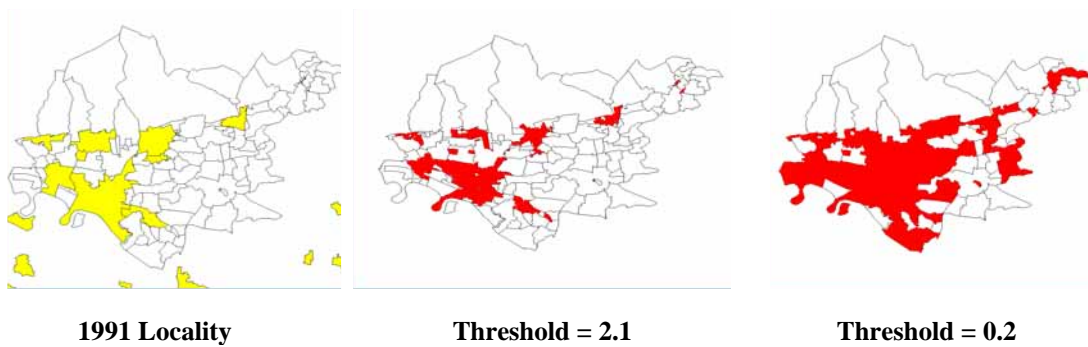 1991 Locality Threshold = 2.1 Threshold = 0.2